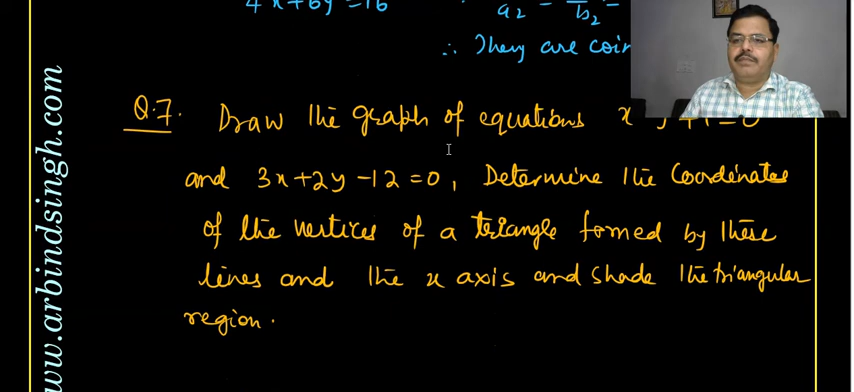 4x+6y=16
a2 = b2 =
∴ They are coin
Q.7. Draw the graph of equations x
and 3x+2y-12=0, Determine the coordinates
of the vertices of a triangle formed by these
lines and the x axis and shade the triangular
region.
www.arbindsingh.com